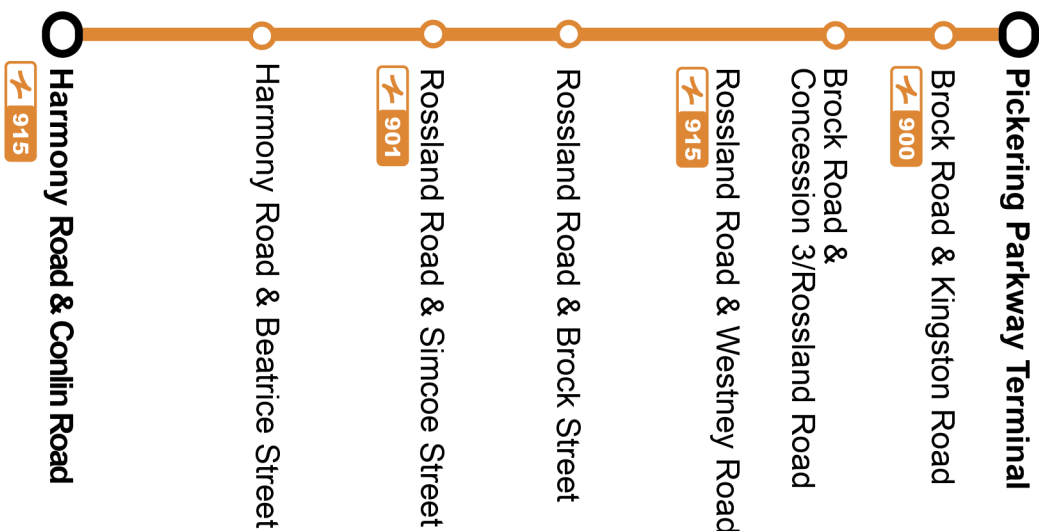 Harmony Road & Conlin Road
915
Harmony Road & Beatrice Street
Rossland Road & Simcoe Street
901
Rossland Road & Brock Street
Rossland Road & Westney Road
915
Brock Road &
Concession 3/Rossland Road
Brock Road & Kingston Road
900
Pickering Parkway Terminal